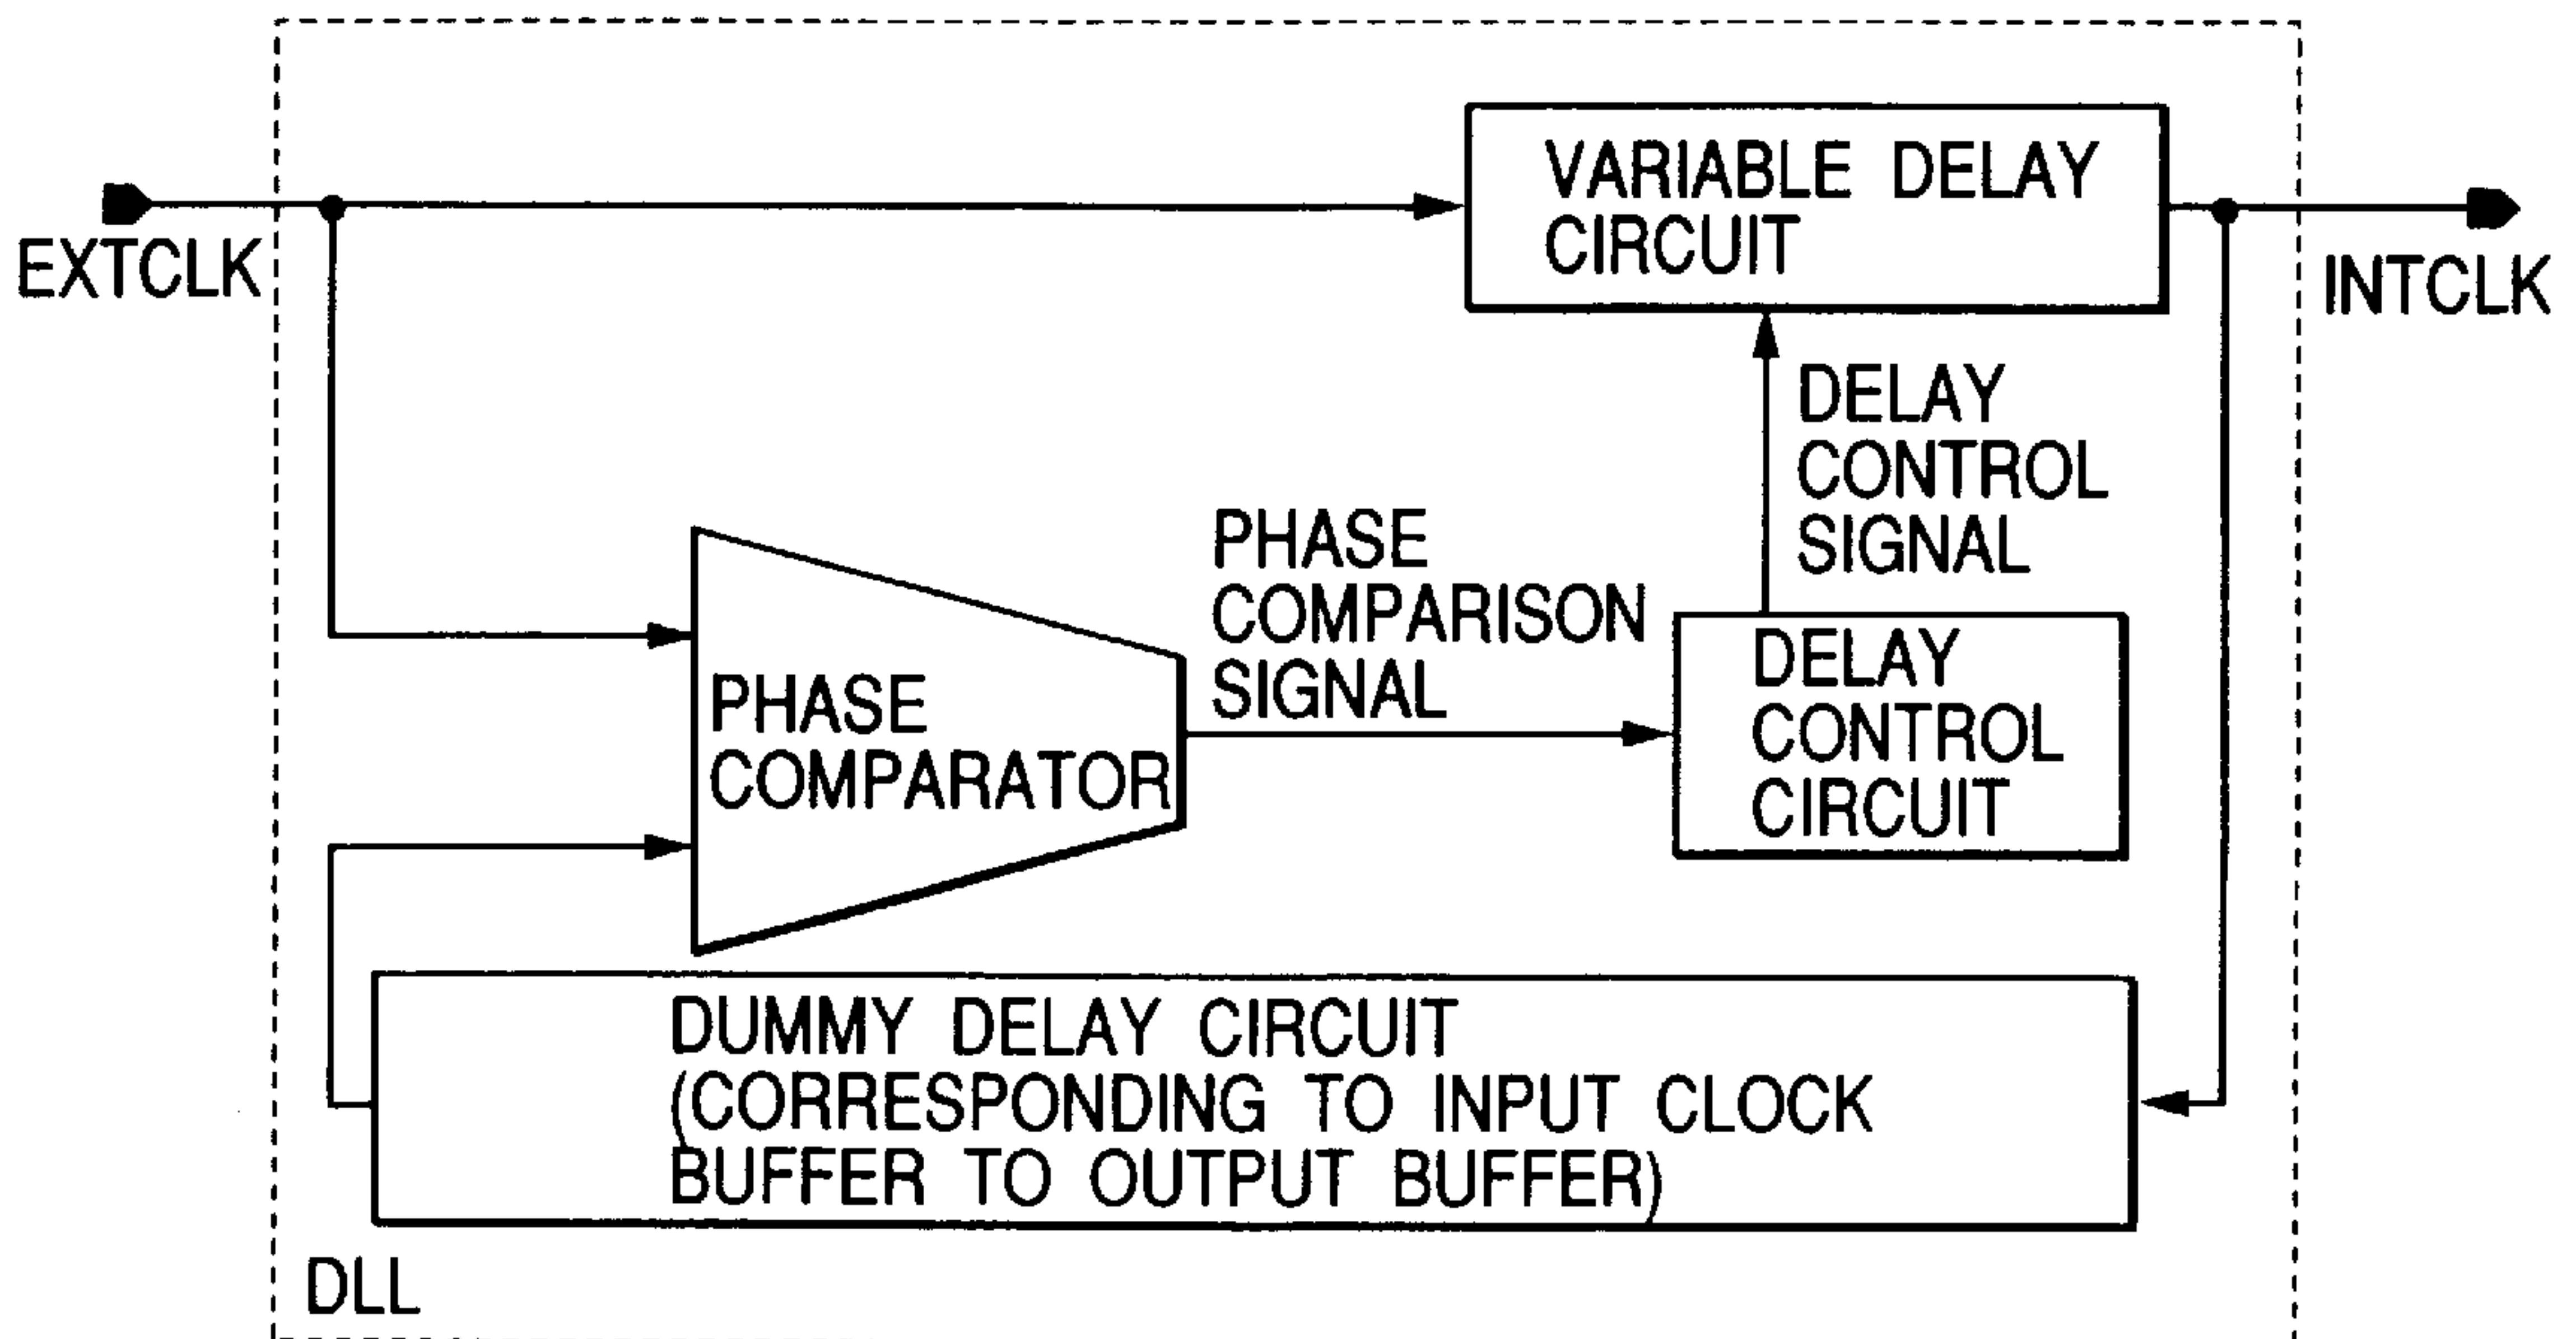 VARIABLE DELAY
CIRCUIT
EXTCLK
INTCLK
DELAY
CONTROL
SIGNAL
PHASE
COMPARISON
SIGNAL
PHASE
COMPARATOR
DELAY
CONTROL
CIRCUIT
DUMMY DELAY CIRCUIT
(CORRESPONDING TO INPUT CLOCK
BUFFER TO OUTPUT BUFFER)
DLL